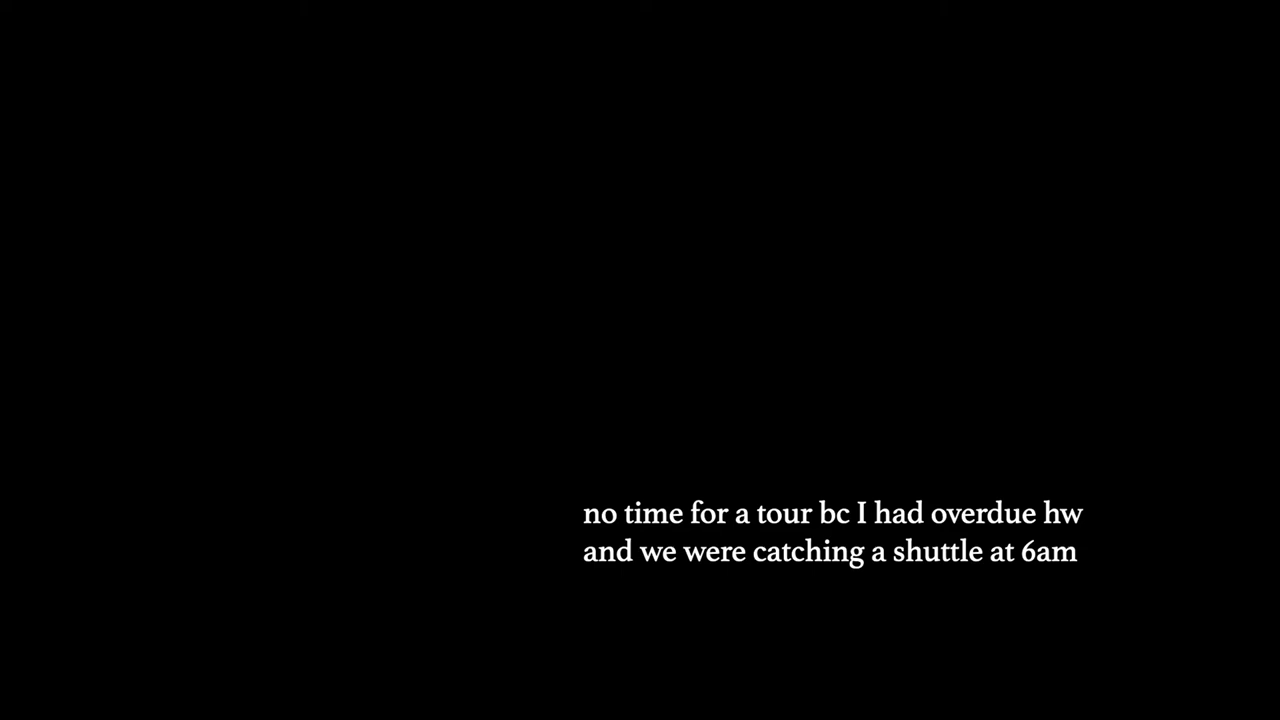 no time for a tour bc I had overdue hw
and we were catching a shuttle at 6am